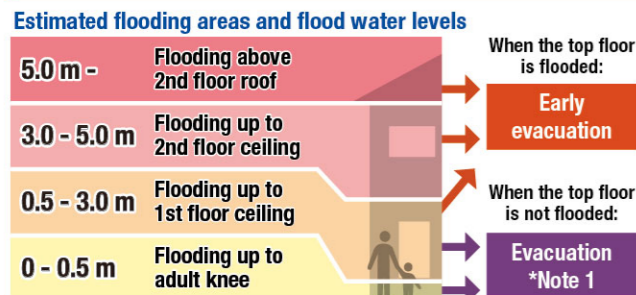 Estimated flooding areas and flood water levels
5.0 m -
Flooding above
2nd floor roof
3.0 - 5.0 m
Flooding up to
2nd floor ceiling
0.5 - 3.0 m
Flooding up to
1st floor ceiling
0 - 0.5 m
Flooding up to
adult knee
When the top floor
is flooded:
Early
evacuation
When the top floor
is not flooded:
Evacuation
*Note 1